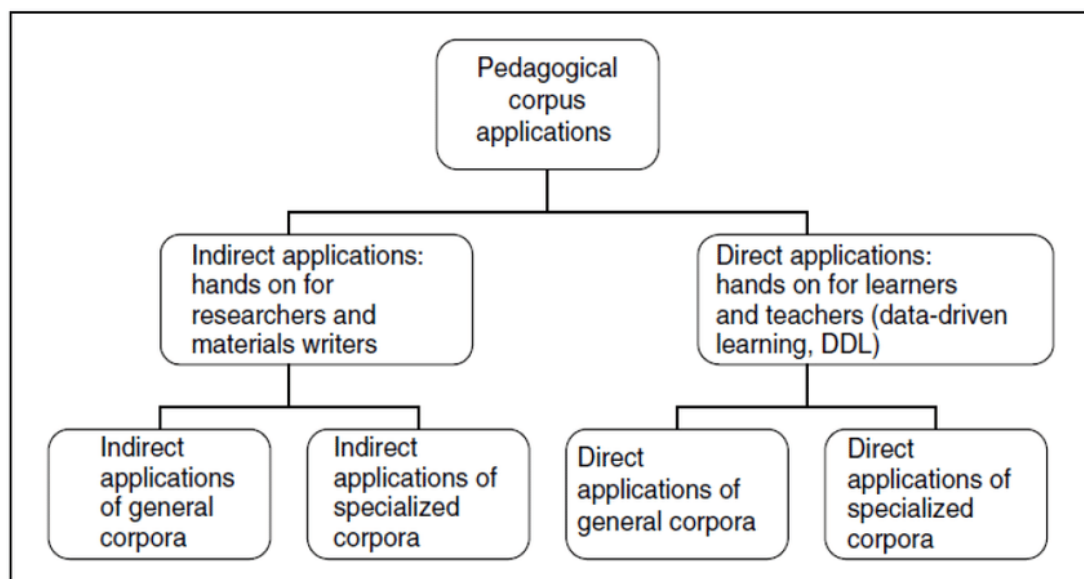 Pedagogical
corpus
applications
Indirect applications:
hands on for
researchers and
materials writers
Direct applications:
hands on for learners
and teachers (data-driven
learning, DDL)
Indirect
applications
of general
corpora
Indirect
applications of
specialized
corpora
Direct
applications of
general corpora
Direct
applications of
specialized
corpora